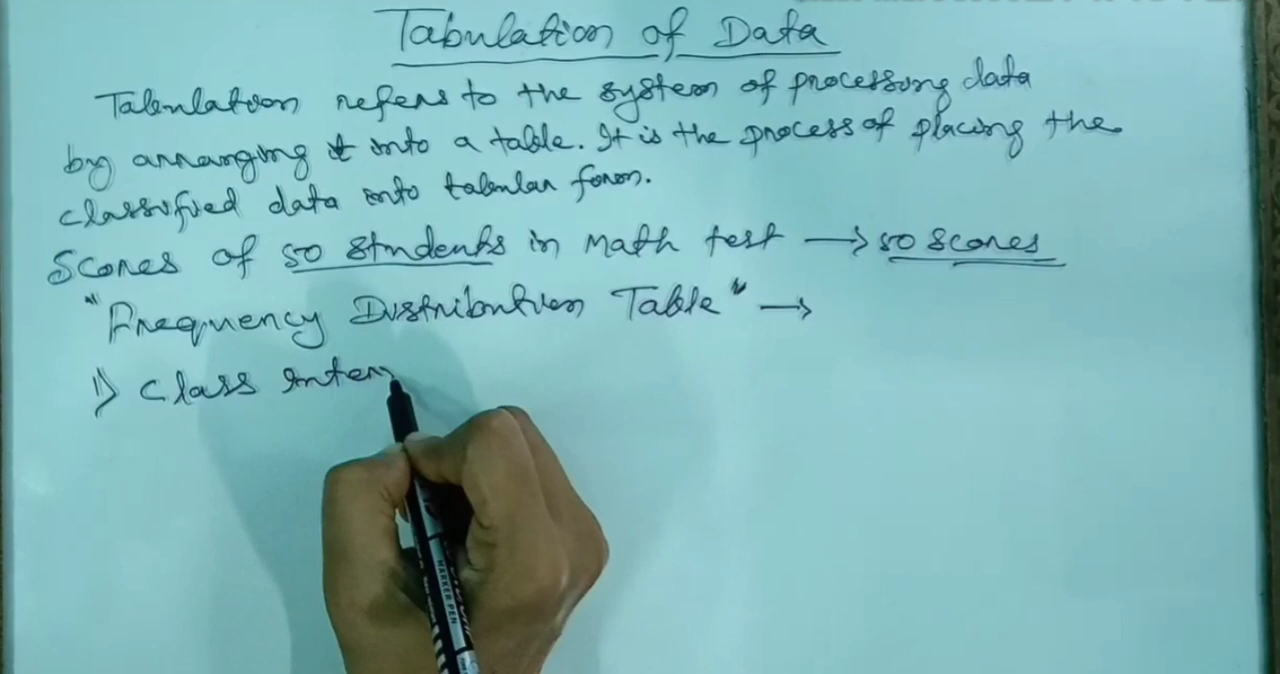 Tabulation of Data
Tabulation refers to the system of processing data
by arranging it into a table. It is the process of placing the
classified data into tabular form.
Scores of 50 students in Math test → 50 scores
"Frequency Distribution Table" →
1) Class Inter
MARKER PEN